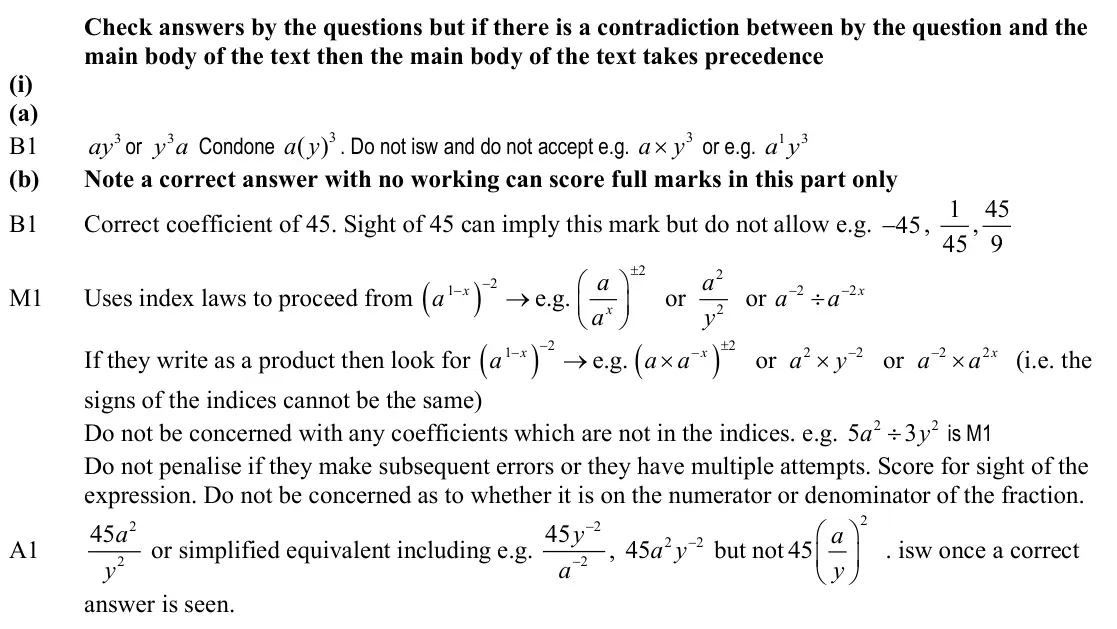 Check answers by the questions but if there is a contradiction between by the question and the
main body of the text then the main body of the text takes precedence
(i)
(a)
B1 ay³ or y³a Condone a(y)³. Do not isw and do not accept e.g. a × y³ or e.g. a¹y³
(b) Note a correct answer with no working can score full marks in this part only
B1 Correct coefficient of 45. Sight of 45 can imply this mark but do not allow e.g. −45, 1/45, 45/9
M1 Uses index laws to proceed from (a^(1−x))^(−2) → e.g. (a/a^x)^(±2) or a²/y² or a^(−2) ÷ a^(−2x)
If they write as a product then look for (a^(1−x))^(−2) → e.g. (a × a^(−x))^(±2) or a² × y^(−2) or a^(−2) × a^(2x) (i.e. the
signs of the indices cannot be the same)
Do not be concerned with any coefficients which are not in the indices. e.g. 5a² ÷ 3y² is M1
Do not penalise if they make subsequent errors or they have multiple attempts. Score for sight of the
expression. Do not be concerned as to whether it is on the numerator or denominator of the fraction.
A1 45a²/y² or simplified equivalent including e.g. 45y^(−2)/a^(−2), 45a²y^(−2) but not 45(a/y)². isw once a correct
answer is seen.